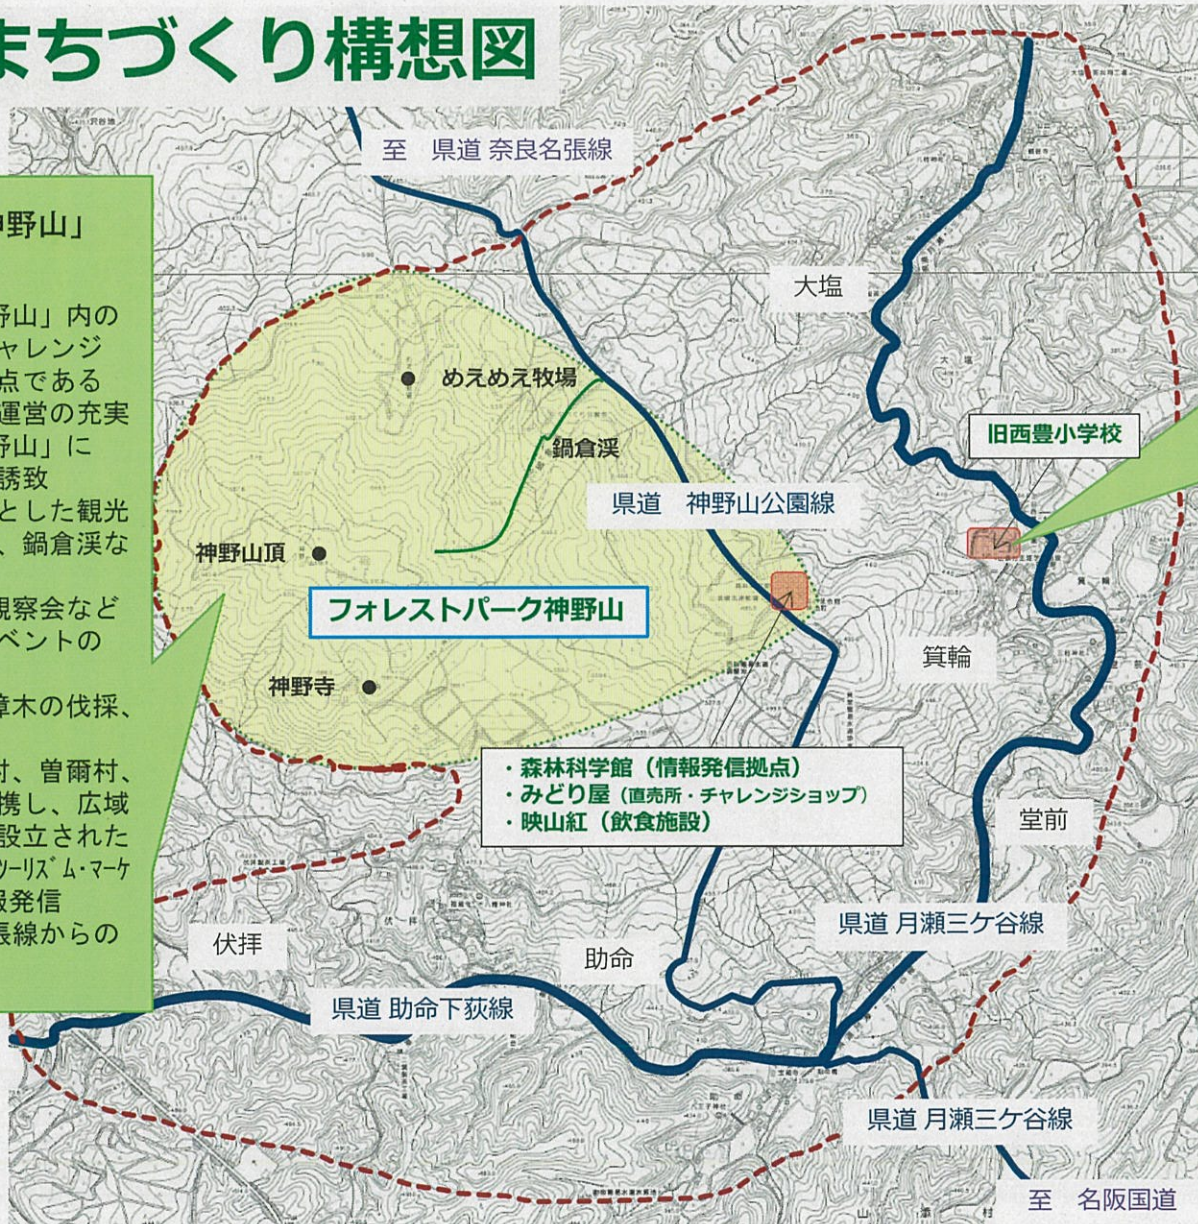 まちづくり構想図
至　県道 奈良名張線
神野山」
野山」内の
ャレンジ
点である
運営の充実
野山」に
誘致
とした観光
、鍋倉渓な
観察会など
ベントの
障木の伐採、
村、曽爾村、
携し、広域
設立された
ツーリズム・マーケ
報発信
張線からの
大塩
めえめえ牧場
旧西豊小学校
鍋倉渓
県道　神野山公園線
神野山頂
フォレストパーク神野山
箕輪
神野寺
・森林科学館（情報発信拠点）
・みどり屋（直売所・チャレンジショップ）
・映山紅（飲食施設）
堂前
県道 月瀬三ケ谷線
伏拝
助命
県道 助命下荻線
県道 月瀬三ケ谷線
至　名阪国道
山　添　村